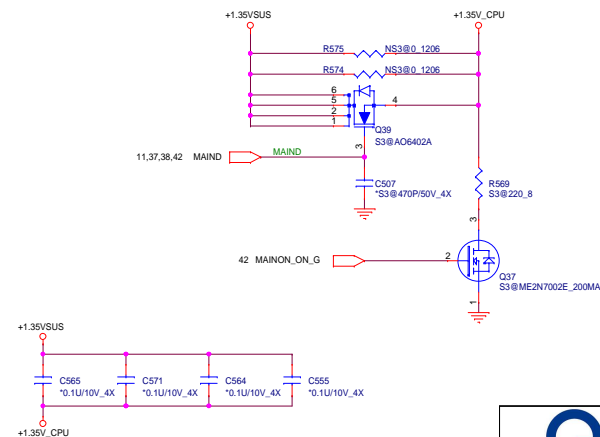 +1.35VSUS
+1.35V_CPU
R575
NS3@0_1206
R574
NS3@0_1206
6
5
2
1
4
Q39
S3@AO6402A
3
11,37,38,42 MAIND
MAIND
C507
*S3@470P/50V_4X
R569
S3@220_8
3
42 MAINON_ON_G
2
Q37
S3@ME2N7002E_200MA
1
+1.35VSUS
C565
*0.1U/10V_4X
C571
*0.1U/10V_4X
C564
*0.1U/10V_4X
C555
*0.1U/10V_4X
+1.35V_CPU